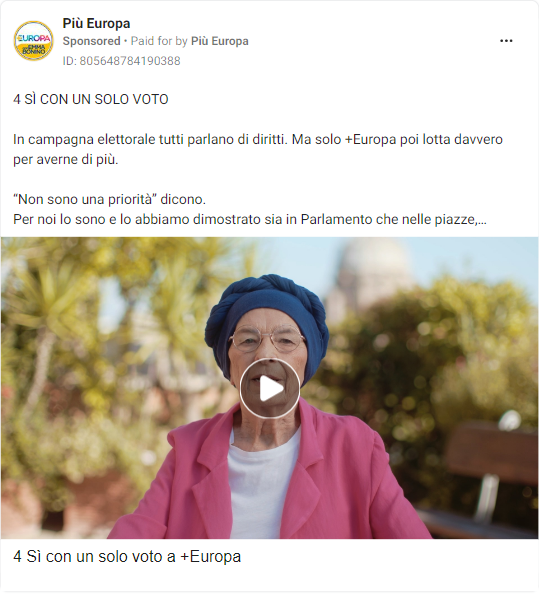 Più Europa
Sponsored • Paid for by Più Europa
ID: 805648784190388
EUROPA
EMMA
BONINO
4 SÌ CON UN SOLO VOTO
In campagna elettorale tutti parlano di diritti. Ma solo +Europa poi lotta davvero
per averne di più.
“Non sono una priorità” dicono.
Per noi lo sono e lo abbiamo dimostrato sia in Parlamento che nelle piazze,...
4 Sì con un solo voto a +Europa